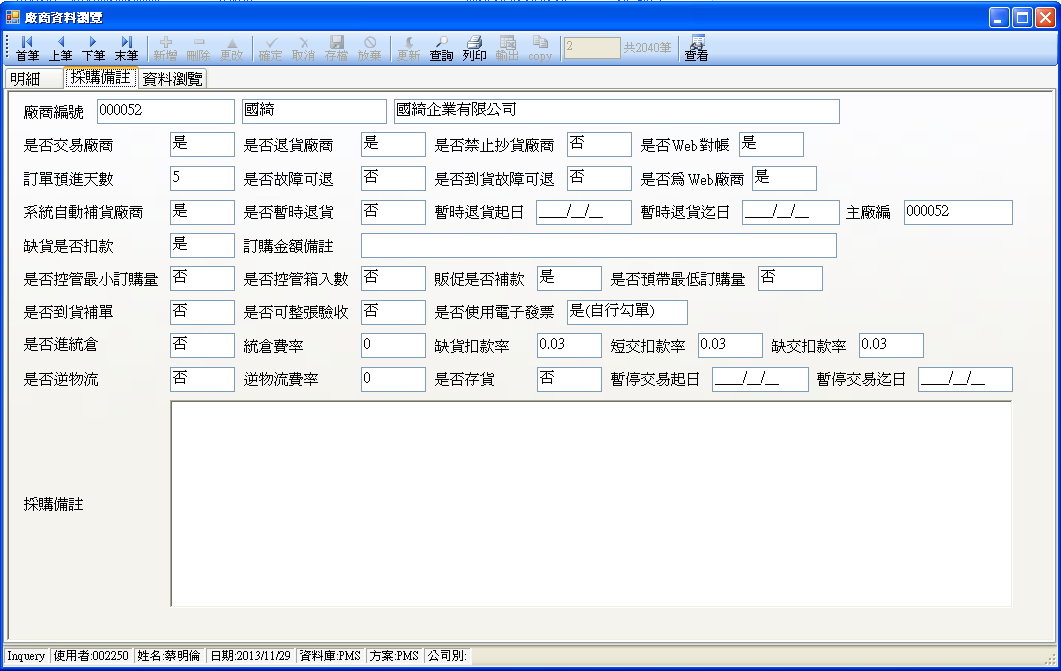 廠商資料瀏覽
首筆 上筆 下筆 末筆 新增 刪除 更改 確定 取消 存檔 放棄 更新 查詢 列印 輸出 copy 2 共2040筆 查看
明細 採購備註 資料瀏覽
廠商編號 000052 國綺 國綺企業有限公司
是否交易廠商 是 是否退貨廠商 是 是否禁止抄貨廠商 否 是否Web對帳 是
訂單預進天數 5 是否故障可退 否 是否到貨故障可退 否 是否為Web廠商 是
系統自動補貨廠商 是 是否暫時退貨 否 暫時退貨起日 ____/__/__ 暫時退貨迄日 ____/__/__ 主廠編 000052
缺貨是否扣款 是 訂購金額備註
是否控管最小訂購量 否 是否控管箱入數 否 販促是否補款 是 是否預帶最低訂購量 否
是否到貨補單 否 是否可整張驗收 否 是否使用電子發票 是(自行勾單)
是否進統倉 否 統倉費率 0 缺貨扣款率 0.03 短交扣款率 0.03 缺交扣款率 0.03
是否逆物流 否 逆物流費率 0 是否存貨 否 暫停交易起日 ____/__/__ 暫停交易迄日 ____/__/__
採購備註
Inquery 使用者:002250 姓名:蔡明倫 日期:2013/11/29 資料庫:PMS 方案:PMS 公司別: